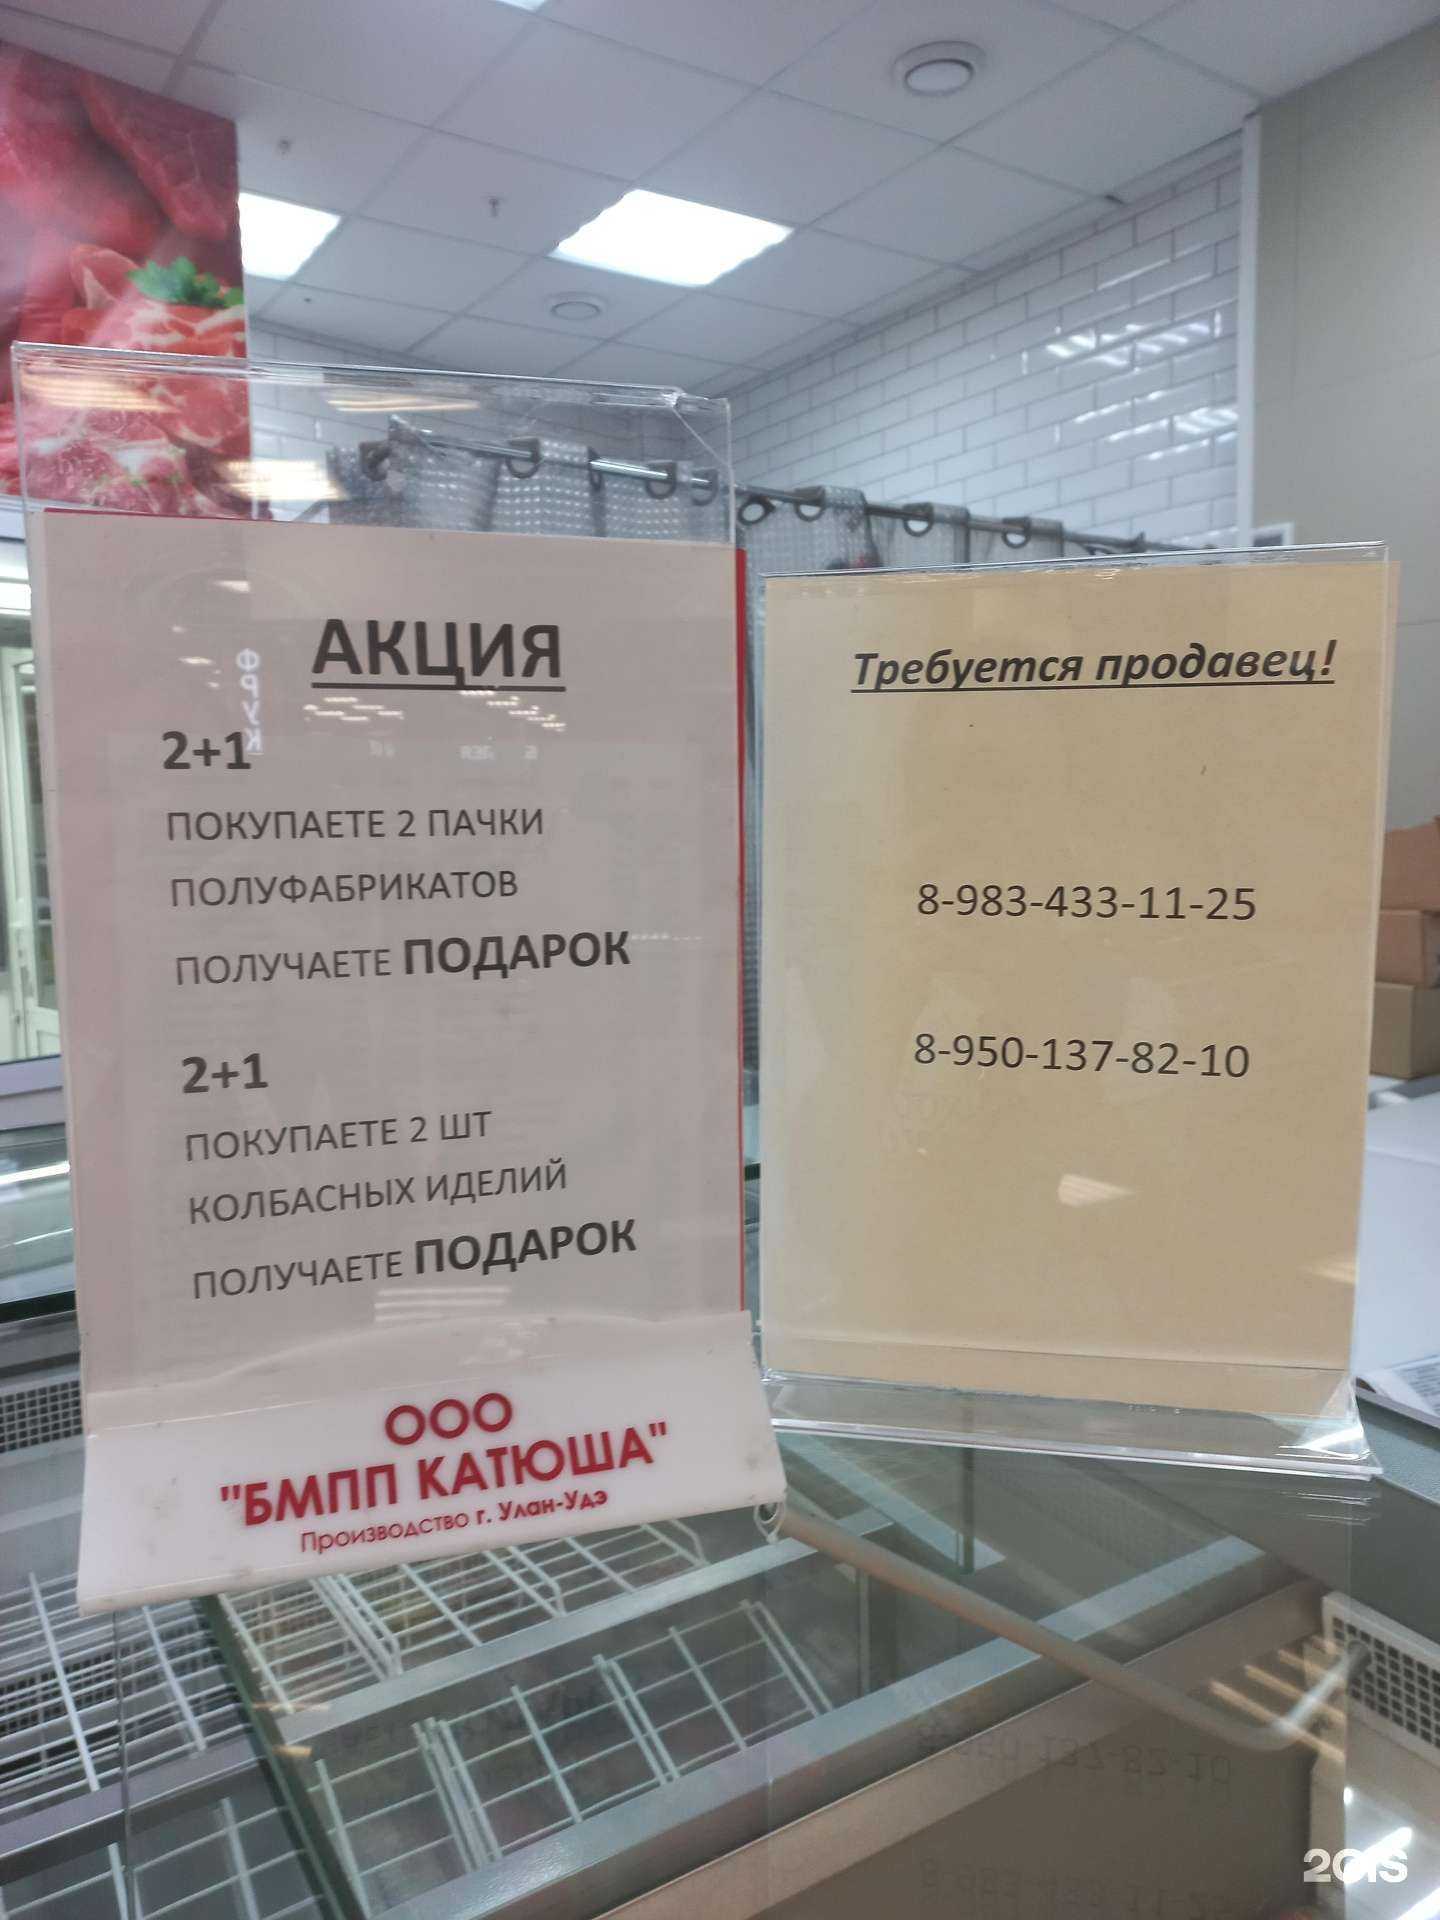 АКЦИЯ
2+1
ПОКУПАЕТЕ 2 ПАЧКИ
ПОЛУФАБРИКАТОВ
ПОЛУЧАЕТЕ ПОДАРОК
2+1
ПОКУПАЕТЕ 2 ШТ
КОЛБАСНЫХ ИДЕЛИЙ
ПОЛУЧАЕТЕ ПОДАРОК
ООО
"БМПП КАТЮША"
Производство г. Улан-Удэ
Требуется продавец!
8-983-433-11-25
8-950-137-82-10
2GIS